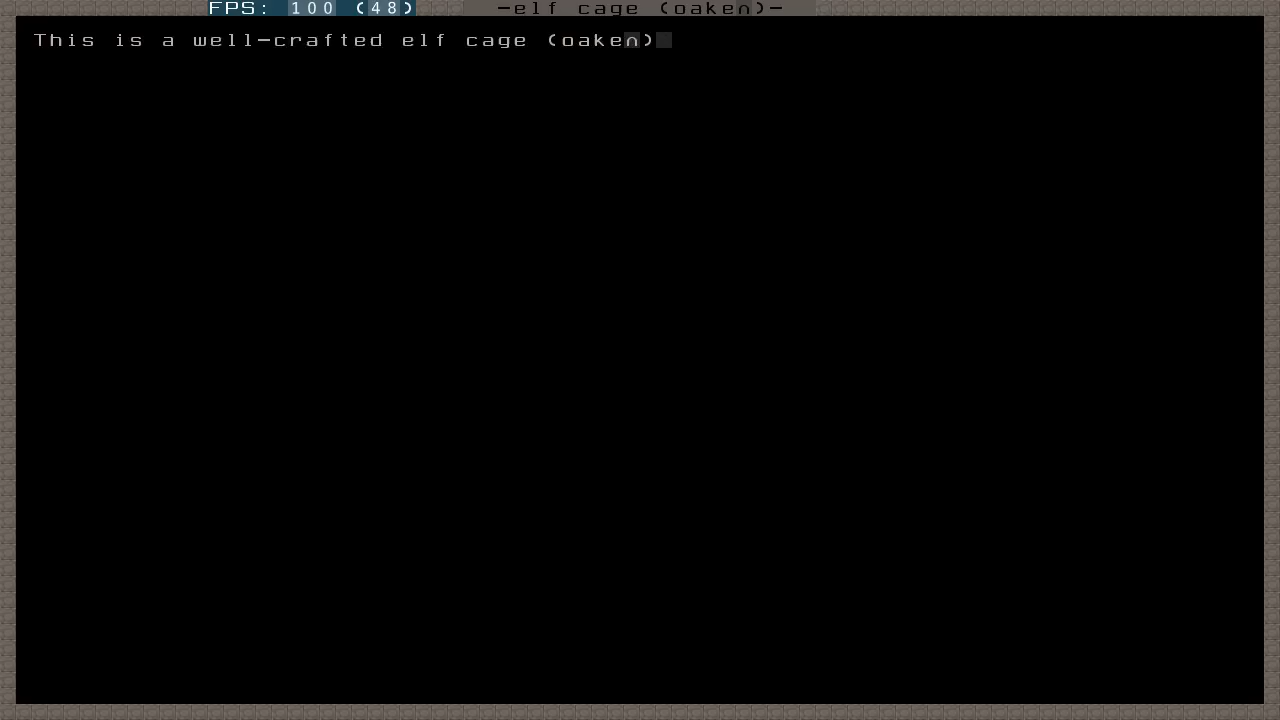 FPS: 100 (48) -elf cage (oaken)-
This is a well-crafted elf cage (oaken)